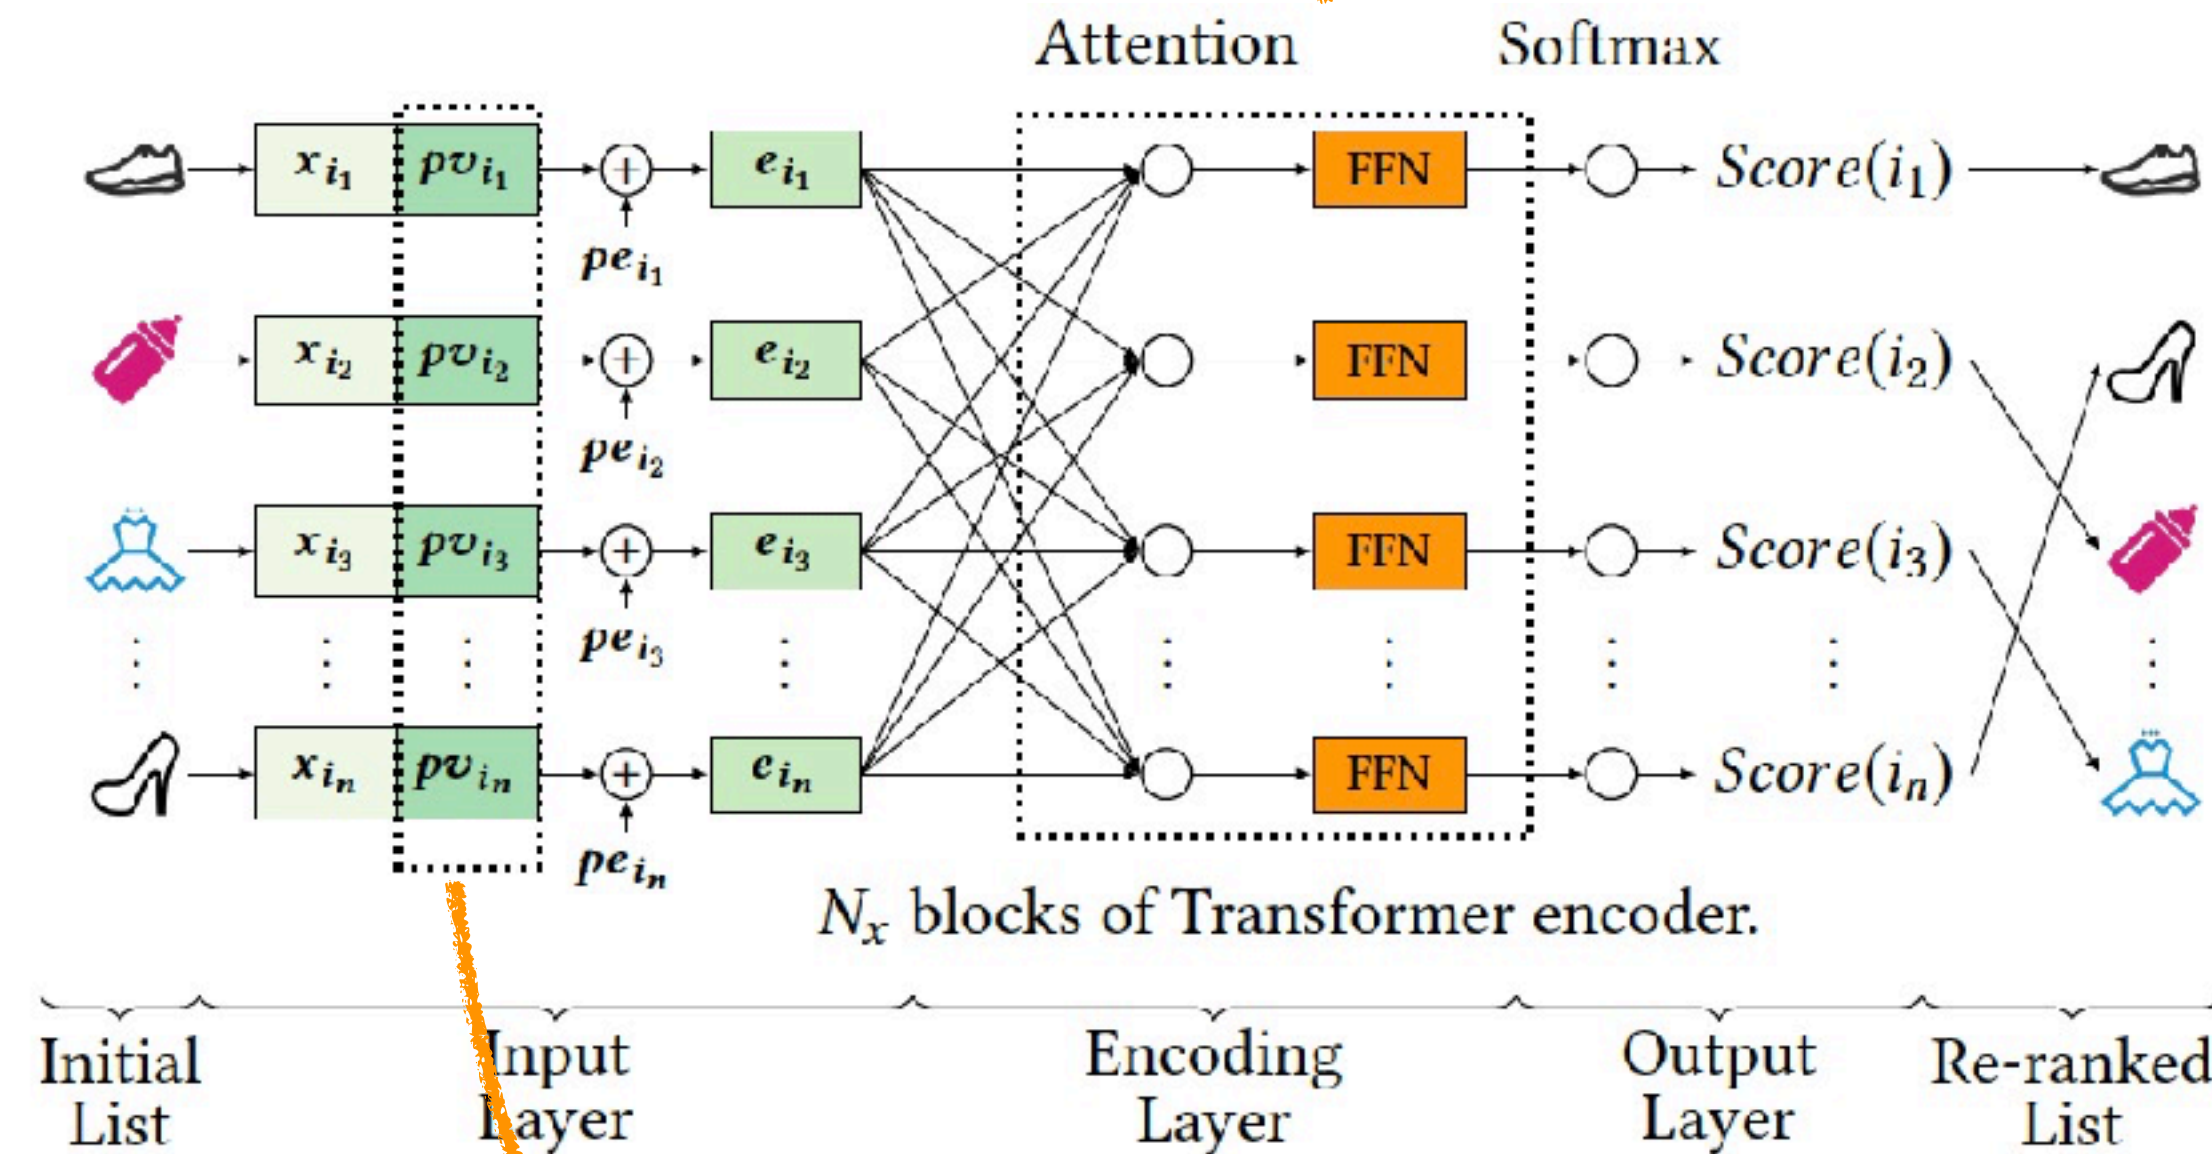 Attention Softmax
x_{i_1} pv_{i_1} + e_{i_1} FFN Score(i_1)
pe_{i_1}
x_{i_2} pv_{i_2} + e_{i_2} FFN Score(i_2)
pe_{i_2}
x_{i_3} pv_{i_3} + e_{i_3} FFN Score(i_3)
pe_{i_3}
x_{i_n} pv_{i_n} + e_{i_n} FFN Score(i_n)
pe_{i_n}
N_x blocks of Transformer encoder.
Initial Input Encoding Output Re-ranked
List Layer Layer Layer List